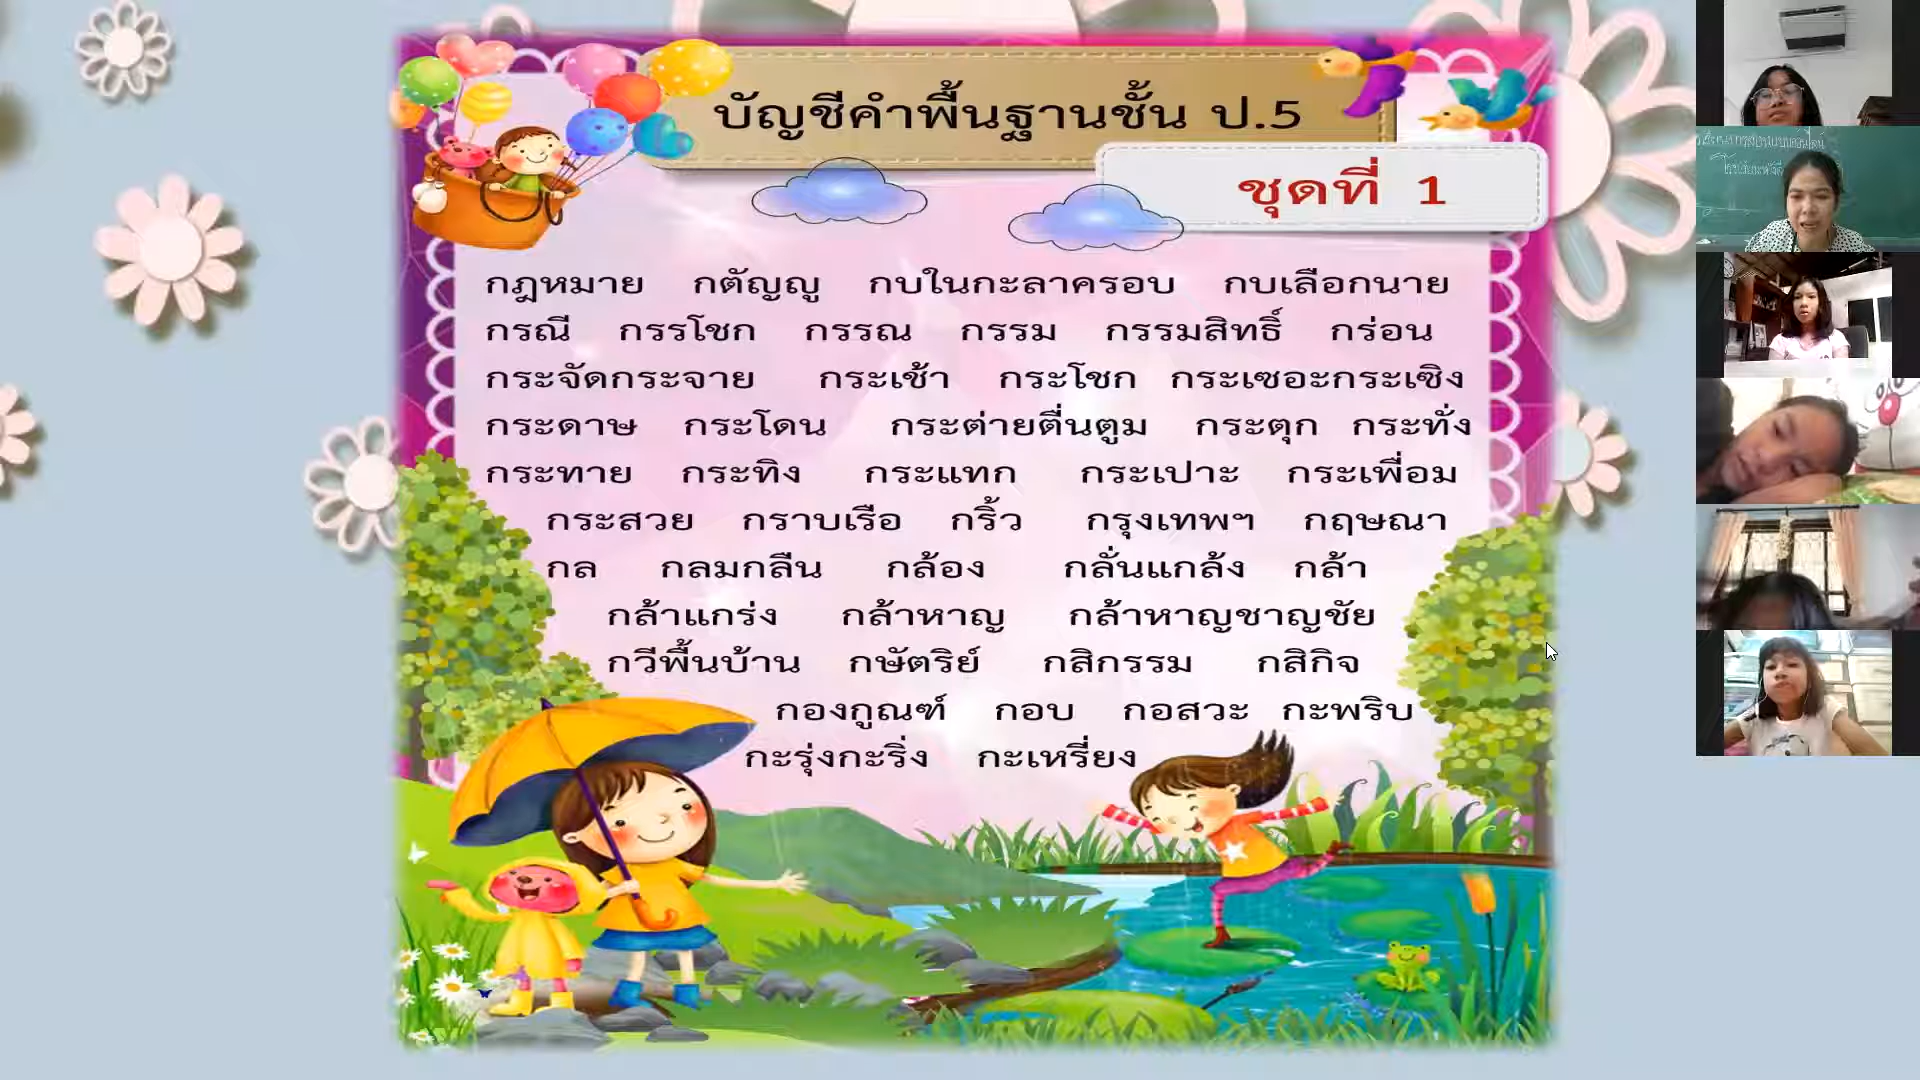 บัญชีคำพื้นฐานชั้น ป.5
ชุดที่ 1
กฎหมาย กตัญญู กบในกะลาครอบ กบเลือกนาย
กรณี กรรโชก กรรณ กรรม กรรมสิทธิ์ กร่อน
กระจัดกระจาย กระเช้า กระโชก กระเซอะกระเซิง
กระดาษ กระโดน กระต่ายตื่นตูม กระตุก กระทั่ง
กระทาย กระทิง กระแทก กระเปาะ กระเพื่อม
กระสวย กราบเรือ กริ้ว กรุงเทพฯ กฤษณา
กล กลมกลืน กล้อง กลั่นแกล้ง กล้า
กล้าแกร่ง กล้าหาญ กล้าหาญชาญชัย
กวีพื้นบ้าน กษัตริย์ กสิกรรม กสิกิจ
กองกูณฑ์ กอบ กอสวะ กะพริบ
กะรุ่งกะริ่ง กะเหรี่ยง